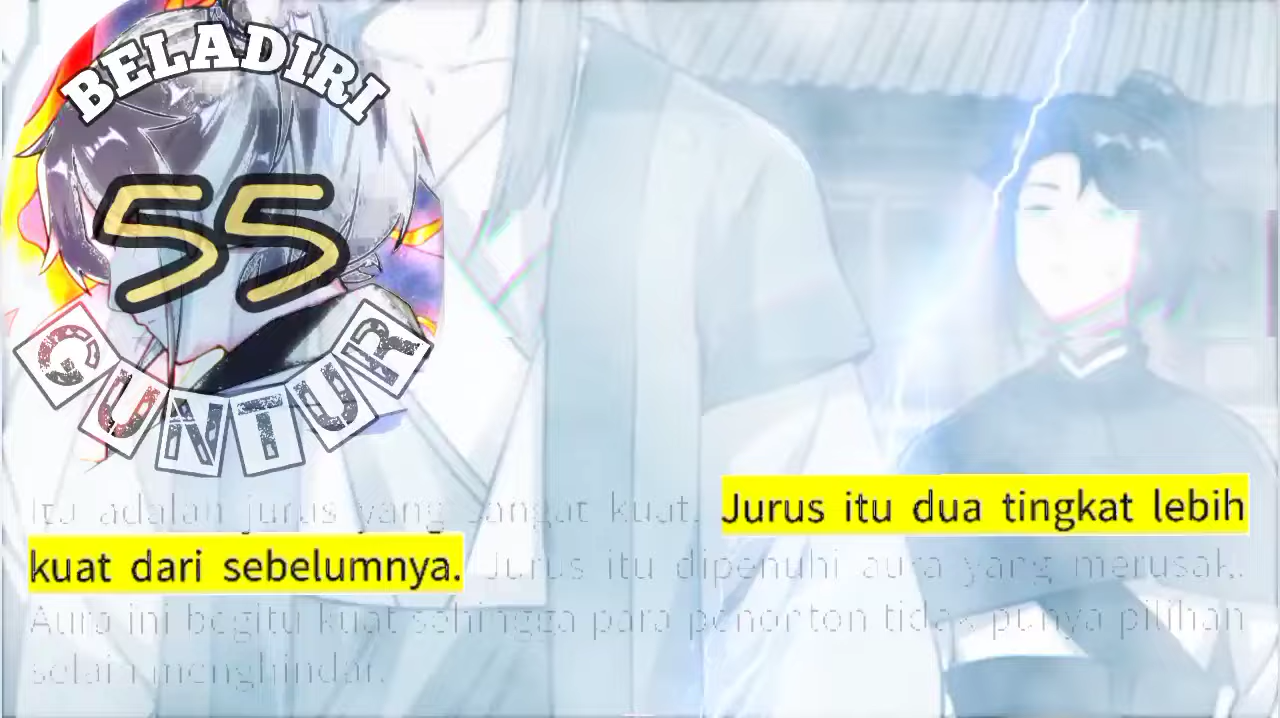 BELADIRI
55
GUNTUR
Itu adalah jurus yang sangat kuat. Jurus itu dua tingkat lebih
kuat dari sebelumnya. Jurus itu dipenuhi aura yang merusak.
Aura ini begitu kuat sehingga para penonton tidak punya pilihan
selain menghindar.